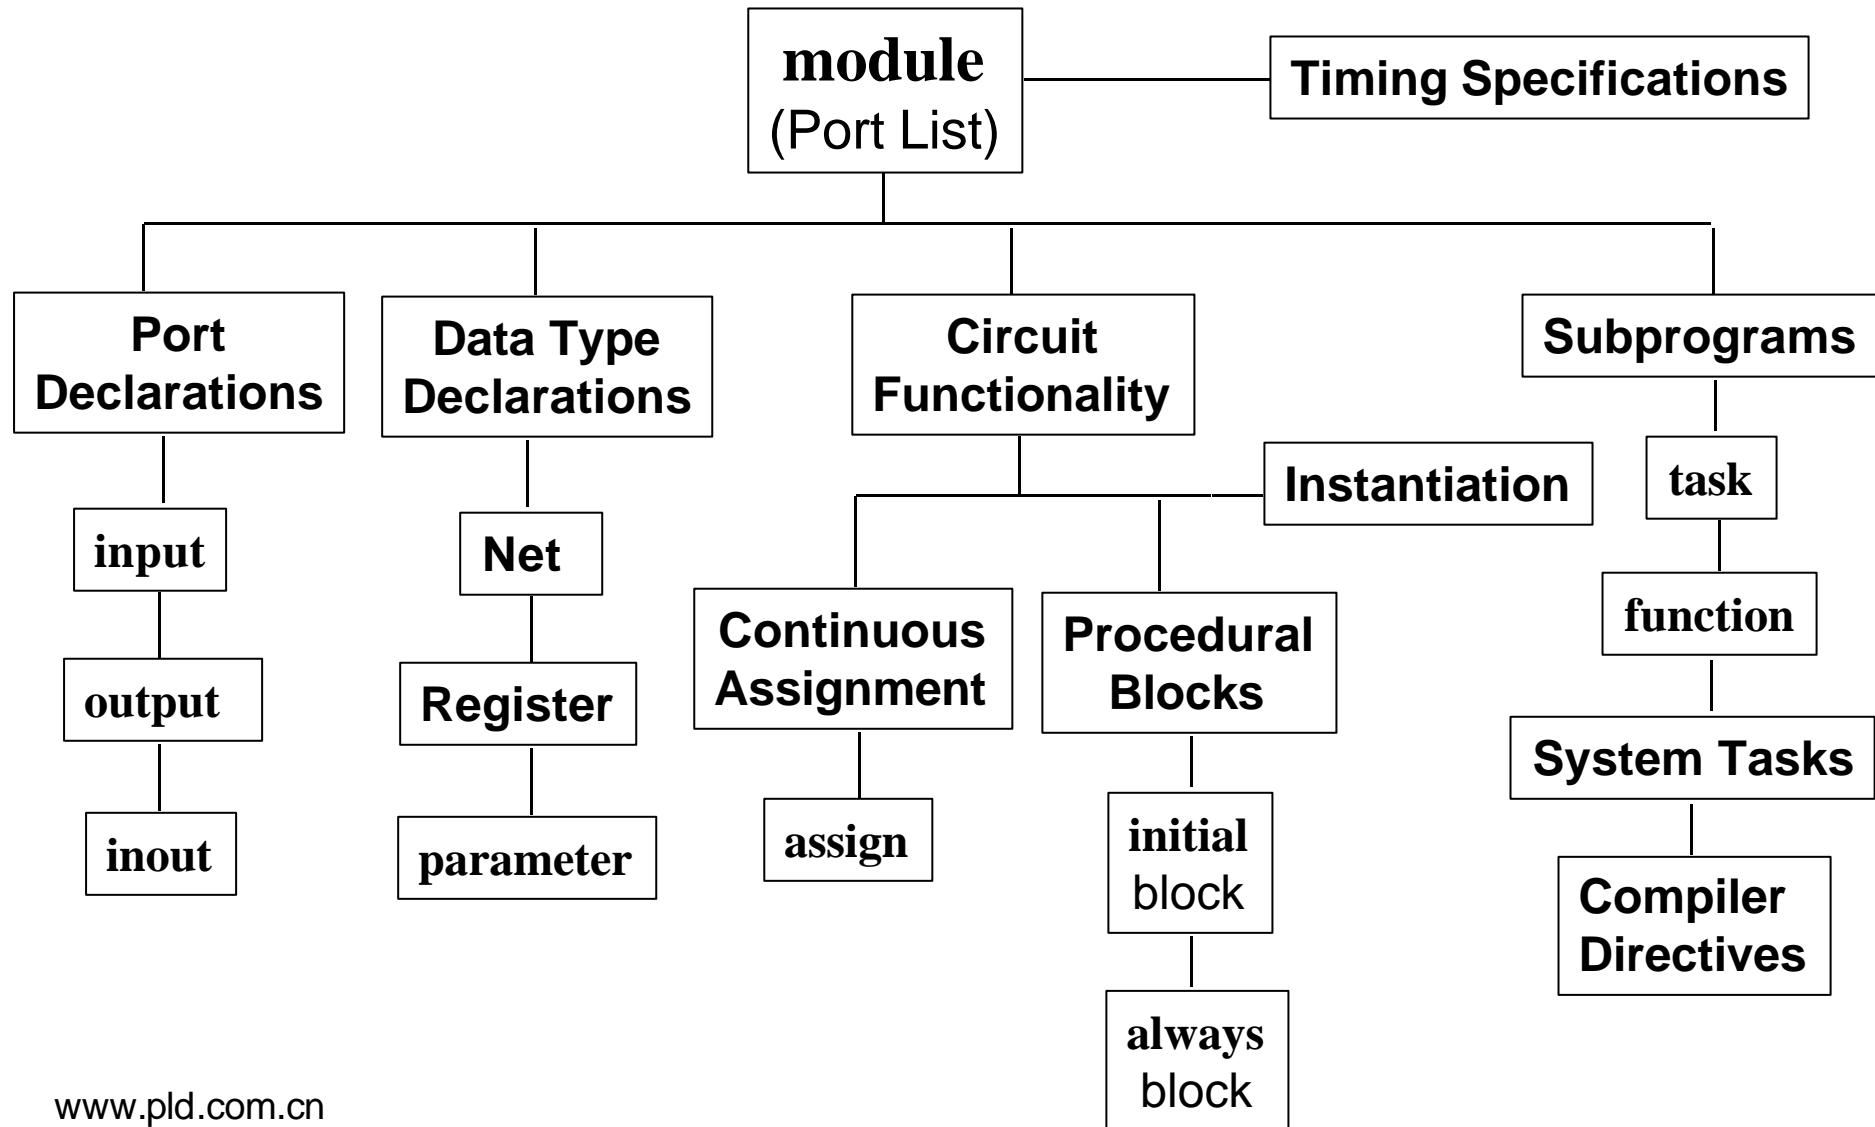 module
(Port List)
Timing Specifications
Port
Declarations
Data Type
Declarations
Circuit
Functionality
Subprograms
input
output
inout
Net
Register
parameter
Instantiation
Continuous
Assignment
assign
Procedural
Blocks
initial
block
always
block
task
function
System Tasks
Compiler
Directives
www.pld.com.cn